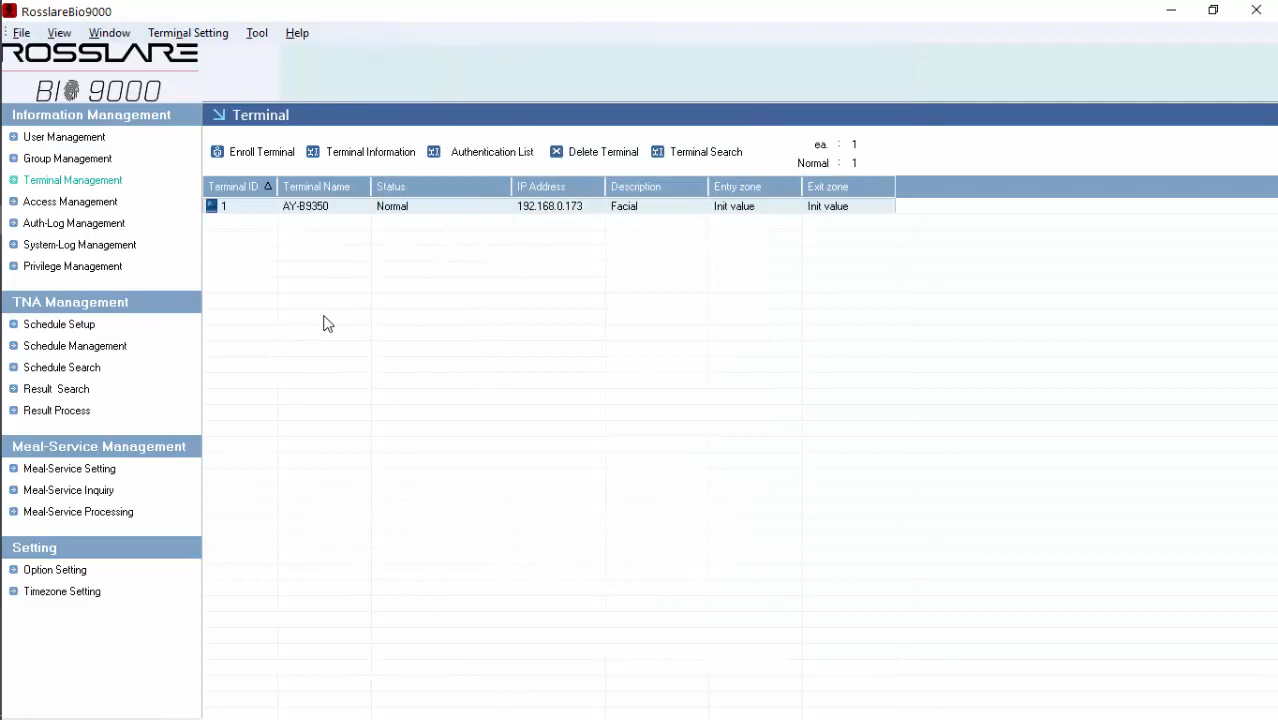 RosslareBio9000
File View Window Terminal Setting Tool Help
ROSSLARE
BIO 9000
Information Management
User Management
Group Management
Terminal Management
Access Management
Auth-Log Management
System-Log Management
Privilege Management
TNA Management
Schedule Setup
Schedule Management
Schedule Search
Result Search
Result Process
Meal-Service Management
Meal-Service Setting
Meal-Service Inquiry
Meal-Service Processing
Setting
Option Setting
Timezone Setting
Terminal
Enroll Terminal Terminal Information Authentication List Delete Terminal Terminal Search
ea. : 1
Normal : 1
Terminal ID Terminal Name Status IP Address Description Entry zone Exit zone
1 AY-B9350 Normal 192.168.0.173 Facial Init value Init value